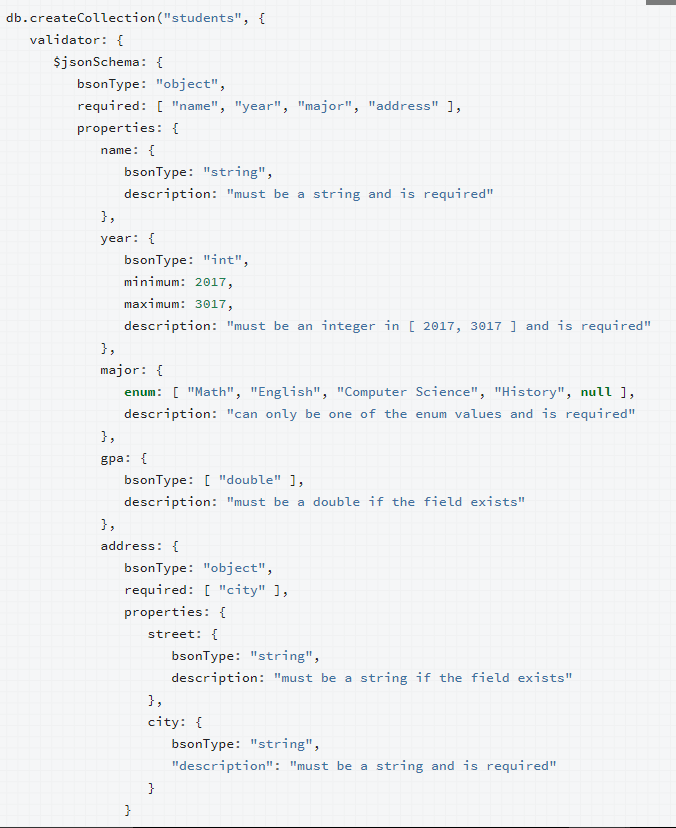 db.createCollection("students", {
validator: {
$jsonSchema: {
bsonType: "object",
required: [ "name", "year", "major", "address" ],
properties: {
name: {
bsonType: "string",
description: "must be a string and is required"
},
year: {
bsonType: "int",
minimum: 2017,
maximum: 3017,
description: "must be an integer in [ 2017, 3017 ] and is required"
},
major: {
enum: [ "Math", "English", "Computer Science", "History", null ],
description: "can only be one of the enum values and is required"
},
gpa: {
bsonType: [ "double" ],
description: "must be a double if the field exists"
},
address: {
bsonType: "object",
required: [ "city" ],
properties: {
street: {
bsonType: "string",
description: "must be a string if the field exists"
},
city: {
bsonType: "string",
"description": "must be a string and is required"
}
}